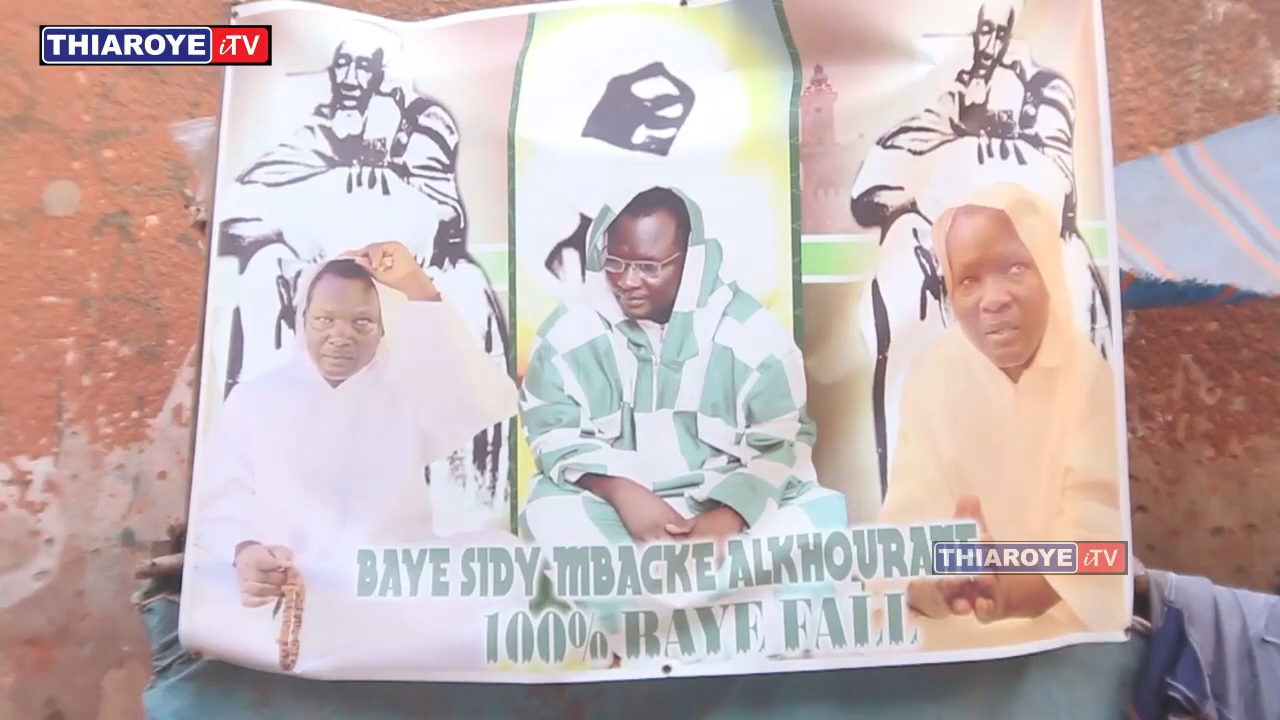 THIAROYE iTV
BAYE SIDY MBACKE ALKHOURANE
THIAROYE iTV
100% BAYE FALL